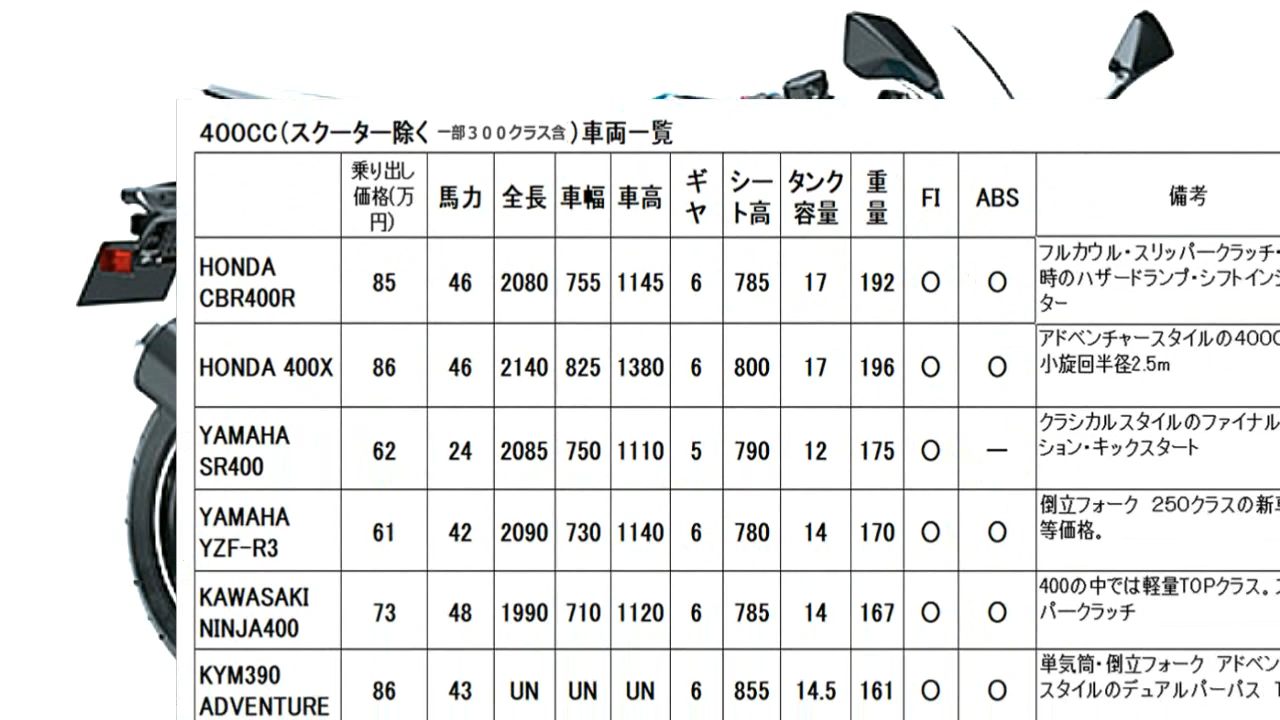 400CC(スクーター除く 一部300クラス含)車両一覧
乗り出し価格(万円) 馬力 全長 車幅 車高 ギヤ シート高 タンク容量 重量 FI ABS 備考
HONDA CBR400R 85 46 2080 755 1145 6 785 17 192 ○ ○ フルカウル・スリッパークラッチ・
時のハザードランプ・シフトイン
ター
HONDA 400X 86 46 2140 825 1380 6 800 17 196 ○ ○ アドベンチャースタイルの400
小旋回半径2.5m
YAMAHA SR400 62 24 2085 750 1110 5 790 12 175 ○ ー クラシカルスタイルのファイナル
ション・キックスタート
YAMAHA YZF-R3 61 42 2090 730 1140 6 780 14 170 ○ ○ 倒立フォーク 250クラスの新
等価格。
KAWASAKI NINJA400 73 48 1990 710 1120 6 785 14 167 ○ ○ 400の中では軽量TOPクラス。
パークラッチ
KYM390 ADVENTURE 86 43 UN UN UN 6 855 14.5 161 ○ ○ 単気筒・倒立フォーク アドベン
スタイルのデュアルパーパス